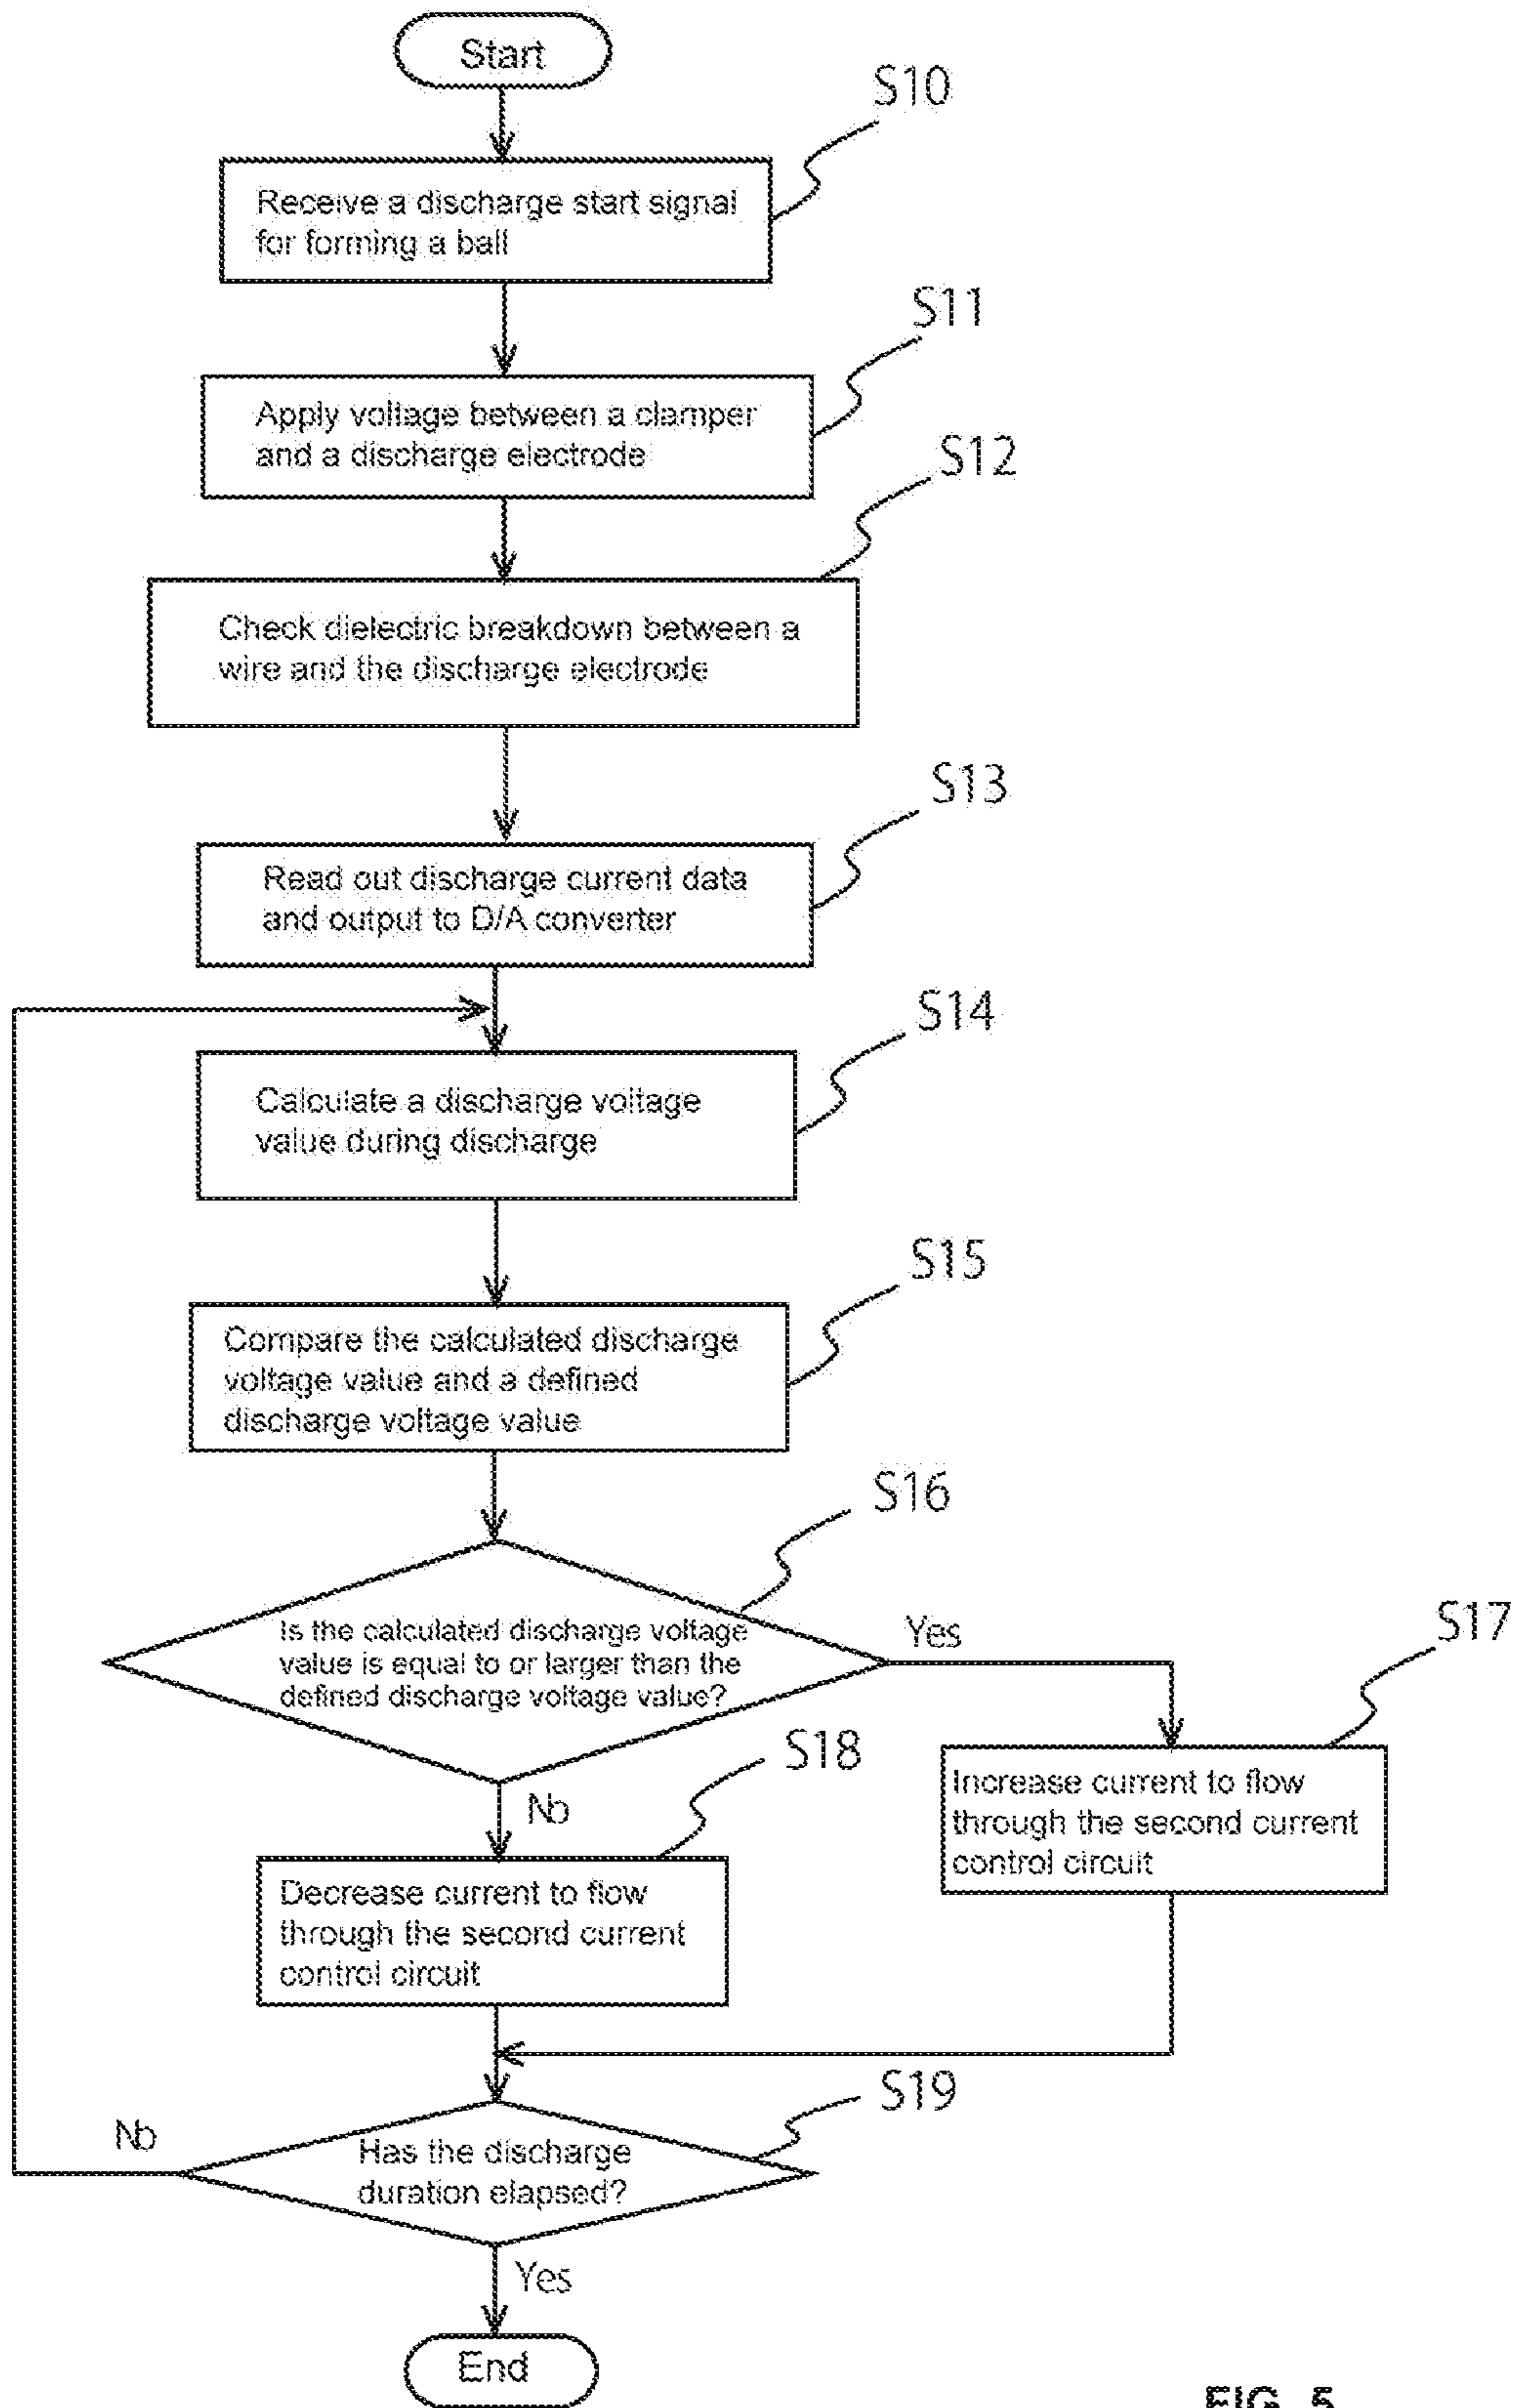 Start
S10
Receive a discharge start signal
for forming a ball
S11
Apply voltage between a clamper
and a discharge electrode
S12
Check dielectric breakdown between a
wire and the discharge electrode
S13
Read out discharge current data
and output to D/A converter
S14
Calculate a discharge voltage
value during discharge
S15
Compare the calculated discharge
voltage value and a defined
discharge voltage value
S16
Is the calculated discharge voltage
value is equal to or larger than the
defined discharge voltage value?
Yes
S17
Increase current to flow
through the second current
control circuit
No
S18
Decrease current to flow
through the second current
control circuit
S19
Has the discharge
duration elapsed?
No
Yes
End
FIG. 5